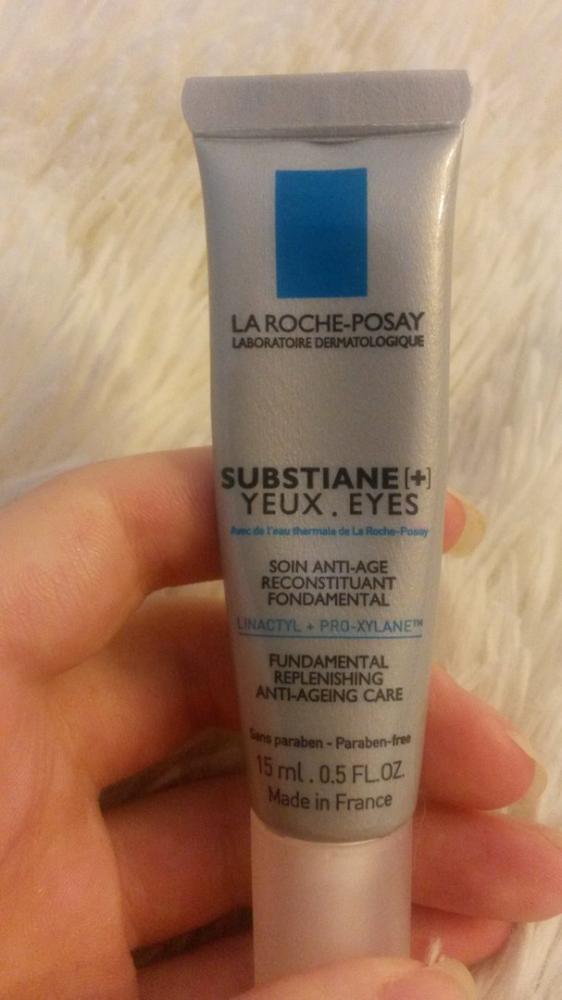 LA ROCHE-POSAY
LABORATOIRE DERMATOLOGIQUE
SUBSTIANE [+]
YEUX . EYES
Avec de l'eau thermale de La Roche-Posay
SOIN ANTI-AGE
RECONSTITUANT
FONDAMENTAL
LINACTYL + PRO-XYLANE™
FUNDAMENTAL
REPLENISHING
ANTI-AGEING CARE
Sans paraben - Paraben-free
15 ml . 0.5 FL.OZ.
Made in France